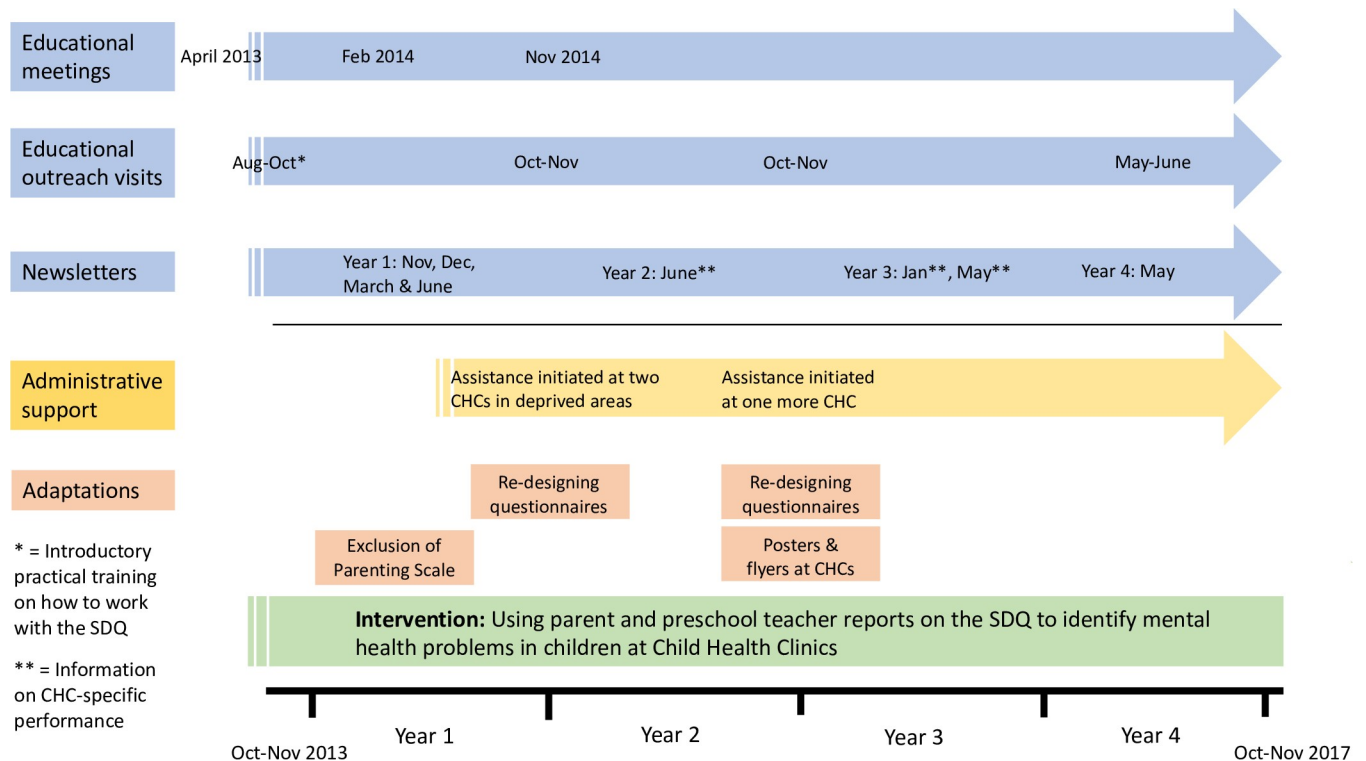 Educational
meetings
April 2013
Feb 2014
Nov 2014
Educational
outreach visits
Aug-Oct*
Oct-Nov
Oct-Nov
May-June
Newsletters
Year 1: Nov, Dec,
March & June
Year 2: June**
Year 3: Jan**, May**
Year 4: May
Administrative
support
Assistance initiated at two
CHCs in deprived areas
Assistance initiated
at one more CHC
Adaptations
Re-designing
questionnaires
Re-designing
questionnaires
Exclusion of
Parenting Scale
Posters &
flyers at CHCs
* = Introductory
practical training
on how to work
with the SDQ
** = Information
on CHC-specific
performance
Intervention: Using parent and preschool teacher reports on the SDQ to identify mental
health problems in children at Child Health Clinics
Year 1
Year 2
Year 3
Year 4
Oct-Nov 2013
Oct-Nov 2017